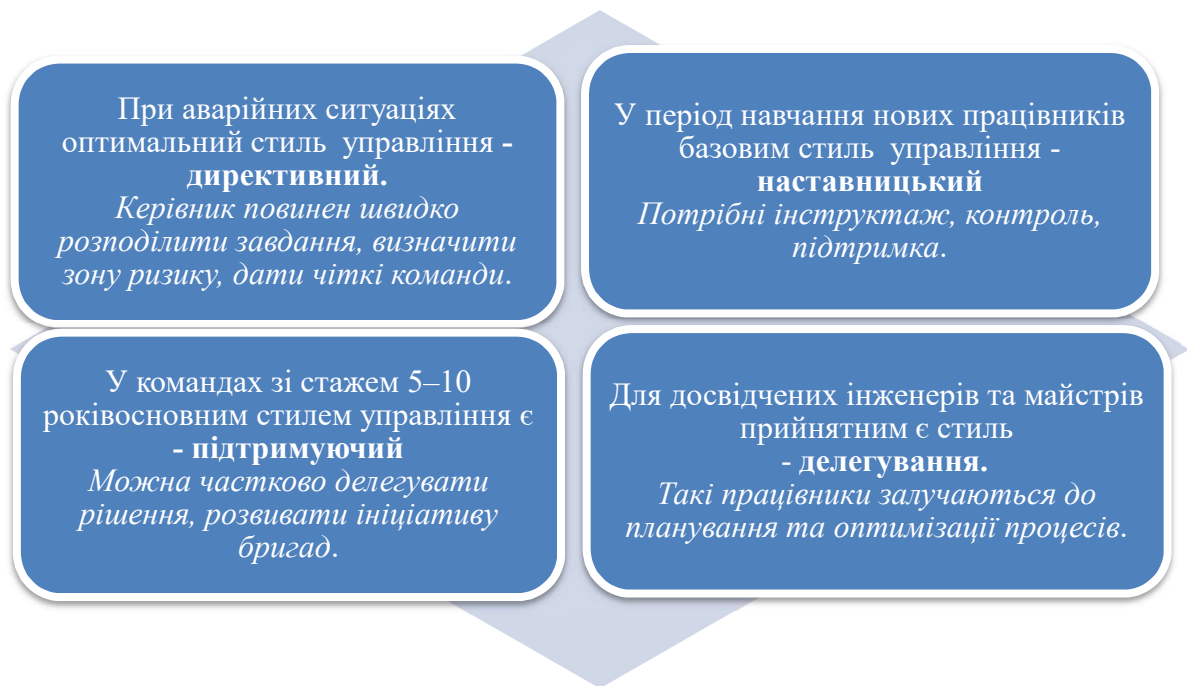 При аварійних ситуаціях
оптимальний стиль управління -
директивний.
Керівник повинен швидко
розподілити завдання, визначити
зону ризику, дати чіткі команди.
У період навчання нових працівників
базовим стиль управління -
наставницький
Потрібні інструктаж, контроль,
підтримка.
У командах зі стажем 5–10
роківосновним стилем управління є
- підтримуючий
Можна частково делегувати
рішення, розвивати ініціативу
бригад.
Для досвідчених інженерів та майстрів
прийнятним є стиль
- делегування.
Такі працівники залучаються до
планування та оптимізації процесів.